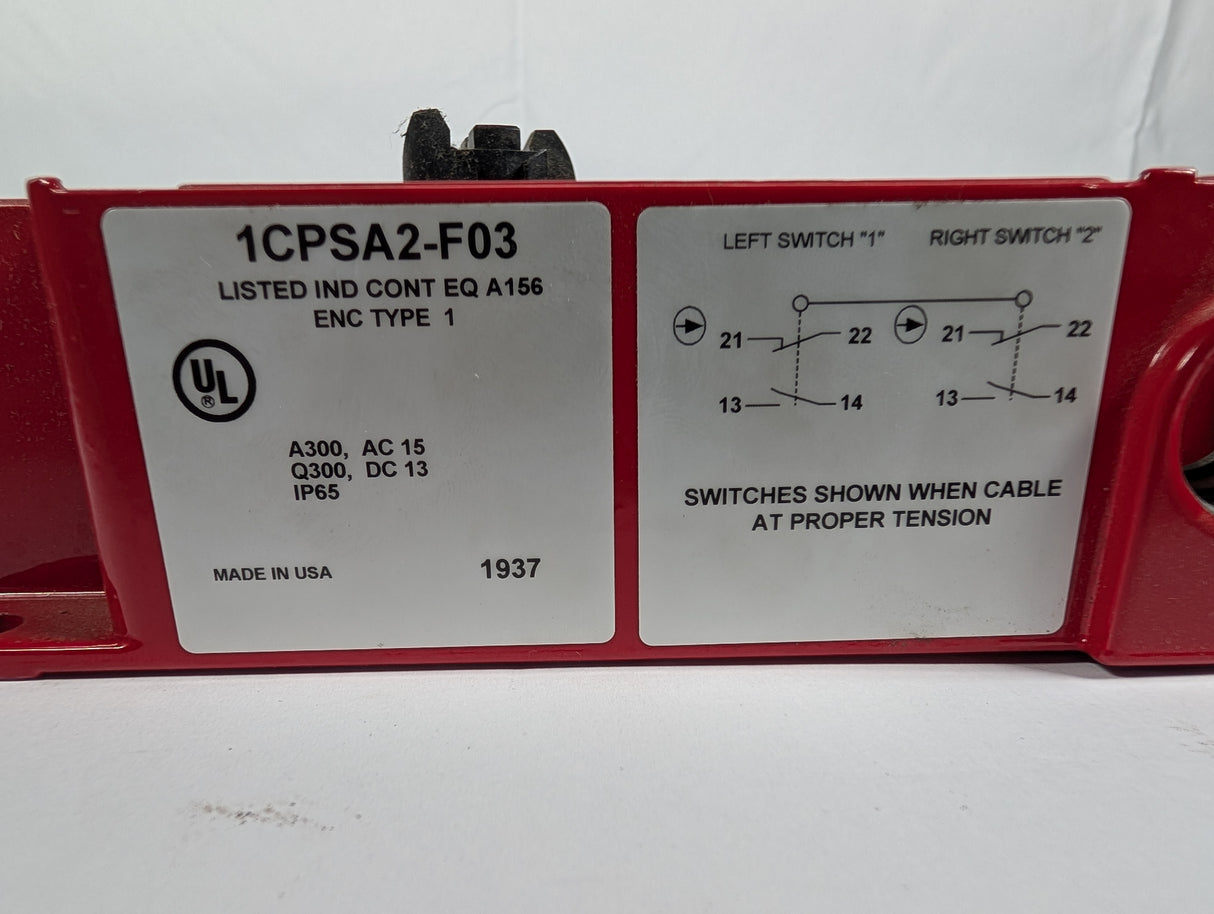 1CPSA2-F03
LISTED IND CONT EQ A156
ENC TYPE 1
UL
®
A300, AC 15
Q300, DC 13
IP65
MADE IN USA 1937
LEFT SWITCH "1" RIGHT SWITCH "2"
21 22 21 22
13 14 13 14
SWITCHES SHOWN WHEN CABLE
AT PROPER TENSION